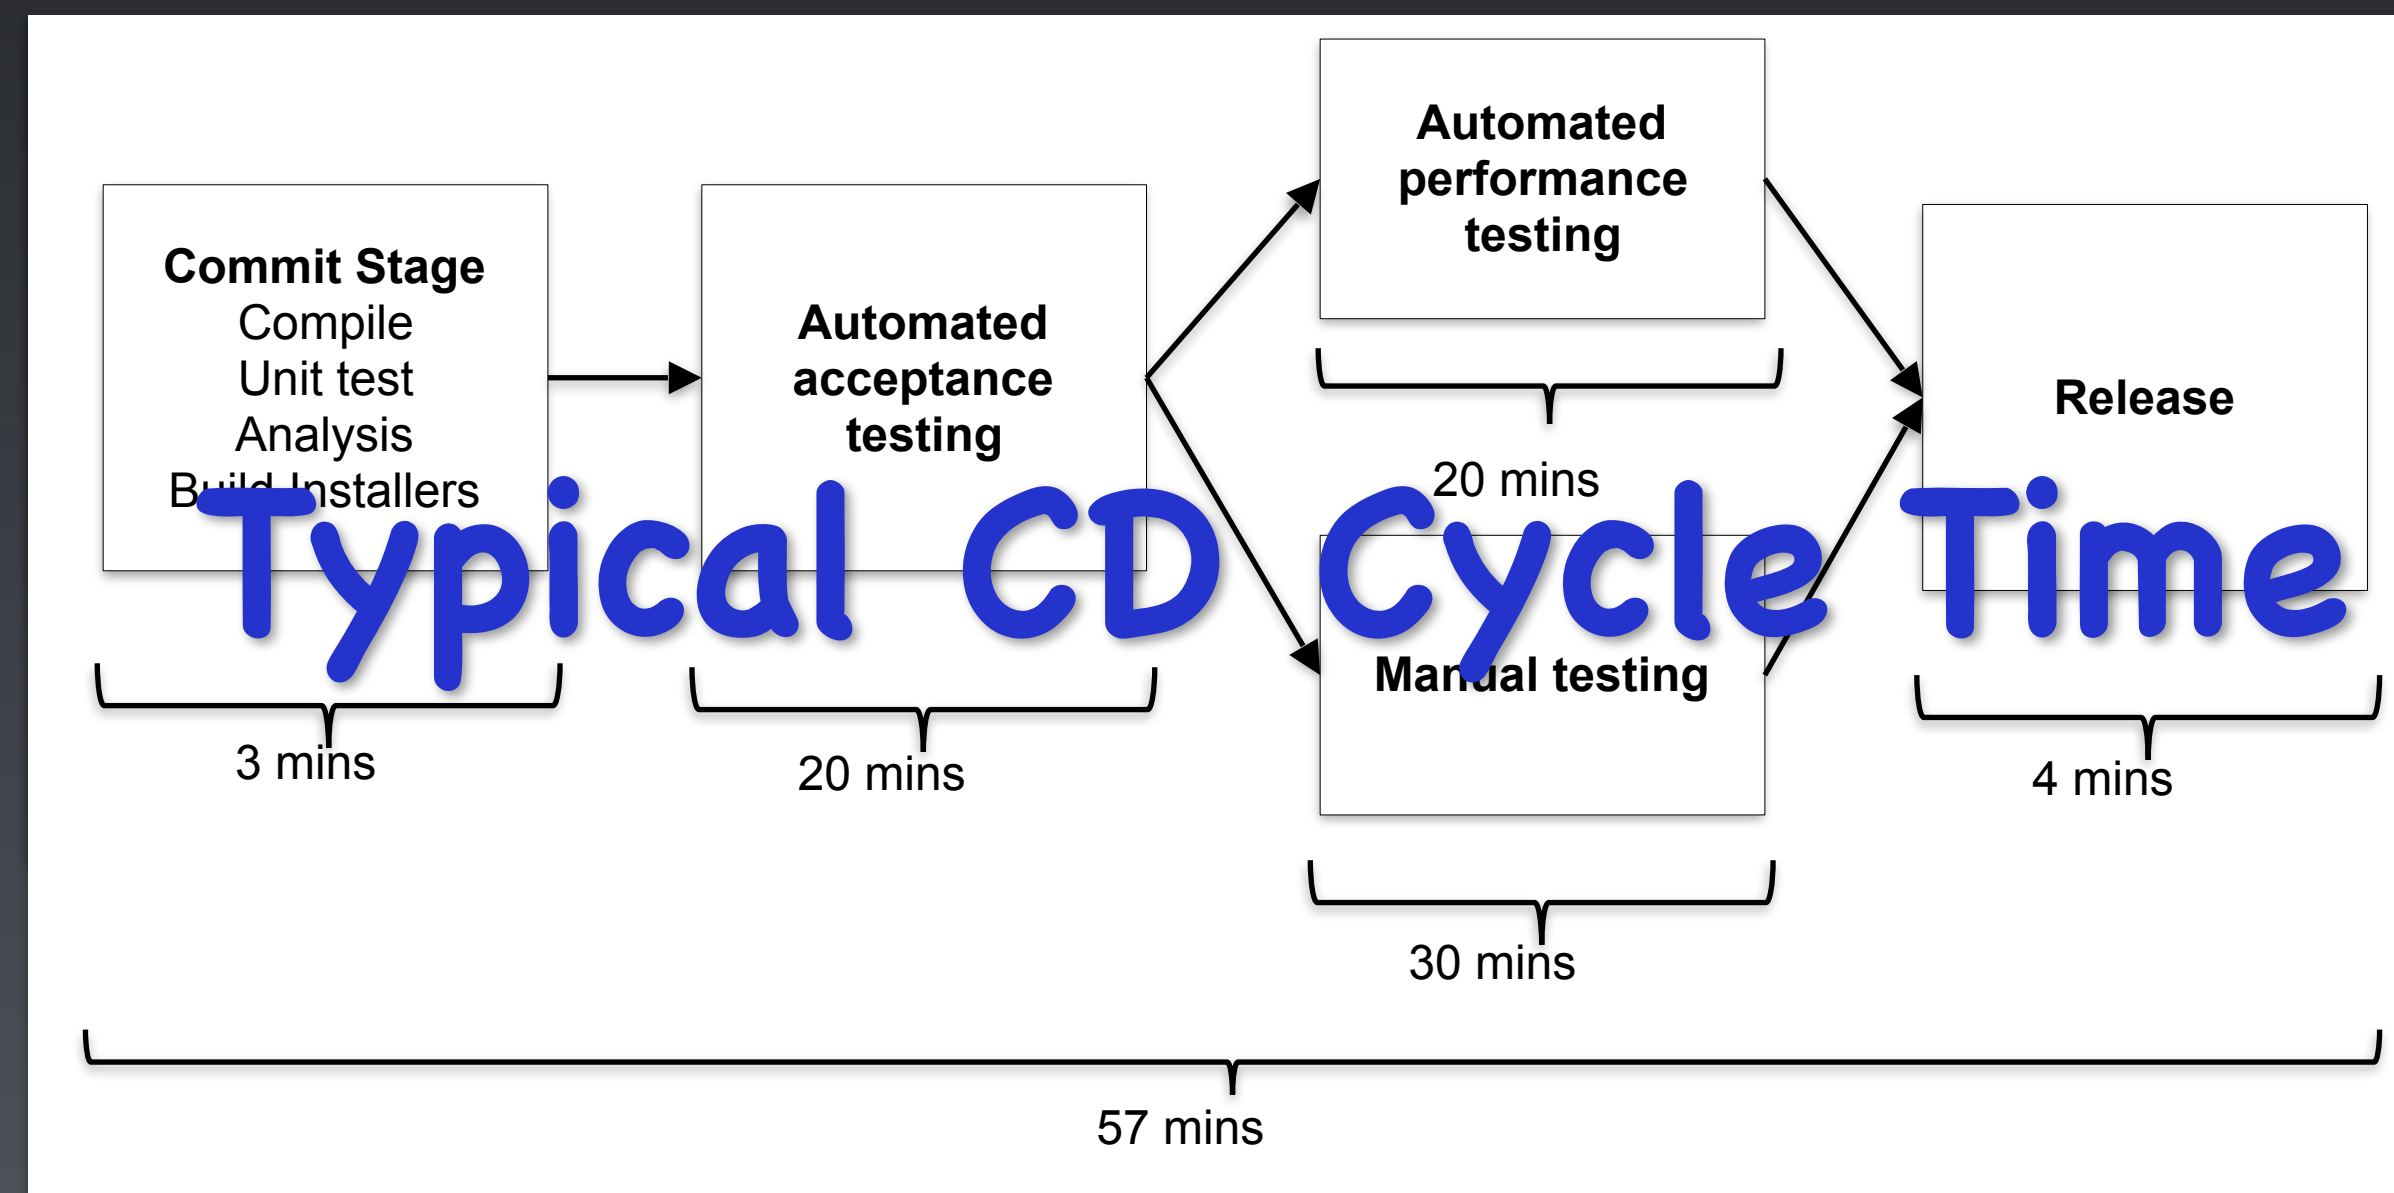 Commit Stage
Compile
Unit test
Analysis
Build Installers
3 mins
Automated
acceptance
testing
20 mins
Automated
performance
testing
20 mins
Manual testing
30 mins
Release
4 mins
Typical CD Cycle Time
57 mins